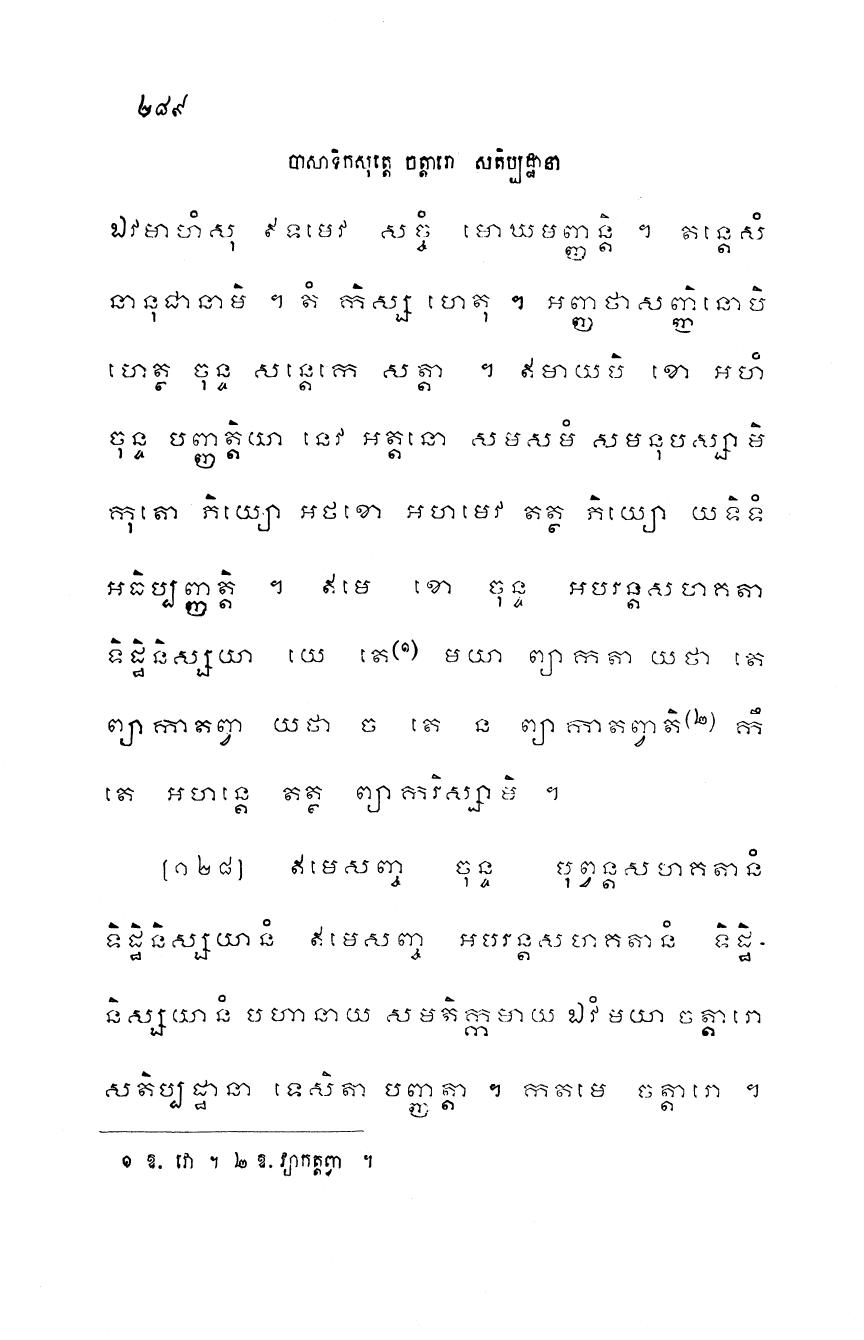 ២៨៩
បាសាទិកសុត្តេ ចត្តារោ សតិប្បដ្ឋានា
ឯវមាហំសុ ឥទមេវ សច្ចំ មោឃមញ្ញន្តិ ។ តន្តេសំ
នានុជានាមិ ។ តំ កិស្ស ហេតុ ។ អញ្ញថាសញ្ញិនោបិ
ហេត្ថ ចុន្ទ សន្តេកេ សត្តា ។ ឥមាយបិ ខោ អហំ
ចុន្ទ បញ្ញត្តិយា នេវ អត្តនោ សមសមំ សមនុបស្សាមិ
កុតោ ភិយ្យោ អថខោ អហមេវ តត្ថ ភិយ្យោ យទិទំ
អធិប្បញ្ញត្តិ ។ ឥមេ ខោ ចុន្ទ អបរន្តសហគតា
ទិដ្ឋិនិស្សយា យេ តេ(១) មយា ព្យាកតា យថា តេ
ព្យាកាតព្វា យថា ច តេ ន ព្យាកាតព្វាតិ(២) កឹ
តេ អហន្តេ តត្ថ ព្យាករិស្សាមិ ។
[១២៨] ឥមេសញ្ច ចុន្ទ បុព្វន្តសហគតានំ
ទិដ្ឋិនិស្សយានំ ឥមេសញ្ច អបរន្តសហគតានំ ទិដ្ឋិ-
និស្សយានំ បហានាយ សមតិក្កមាយ ឯវំ មយា ចត្តារោ
សតិប្បដ្ឋានា ទេសិតា បញ្ញត្តា ។ កតមេ ចត្តារោ ។
១ ឱ. វោ ។ ២ ឱ. វ្យាកត្តព្វា ។